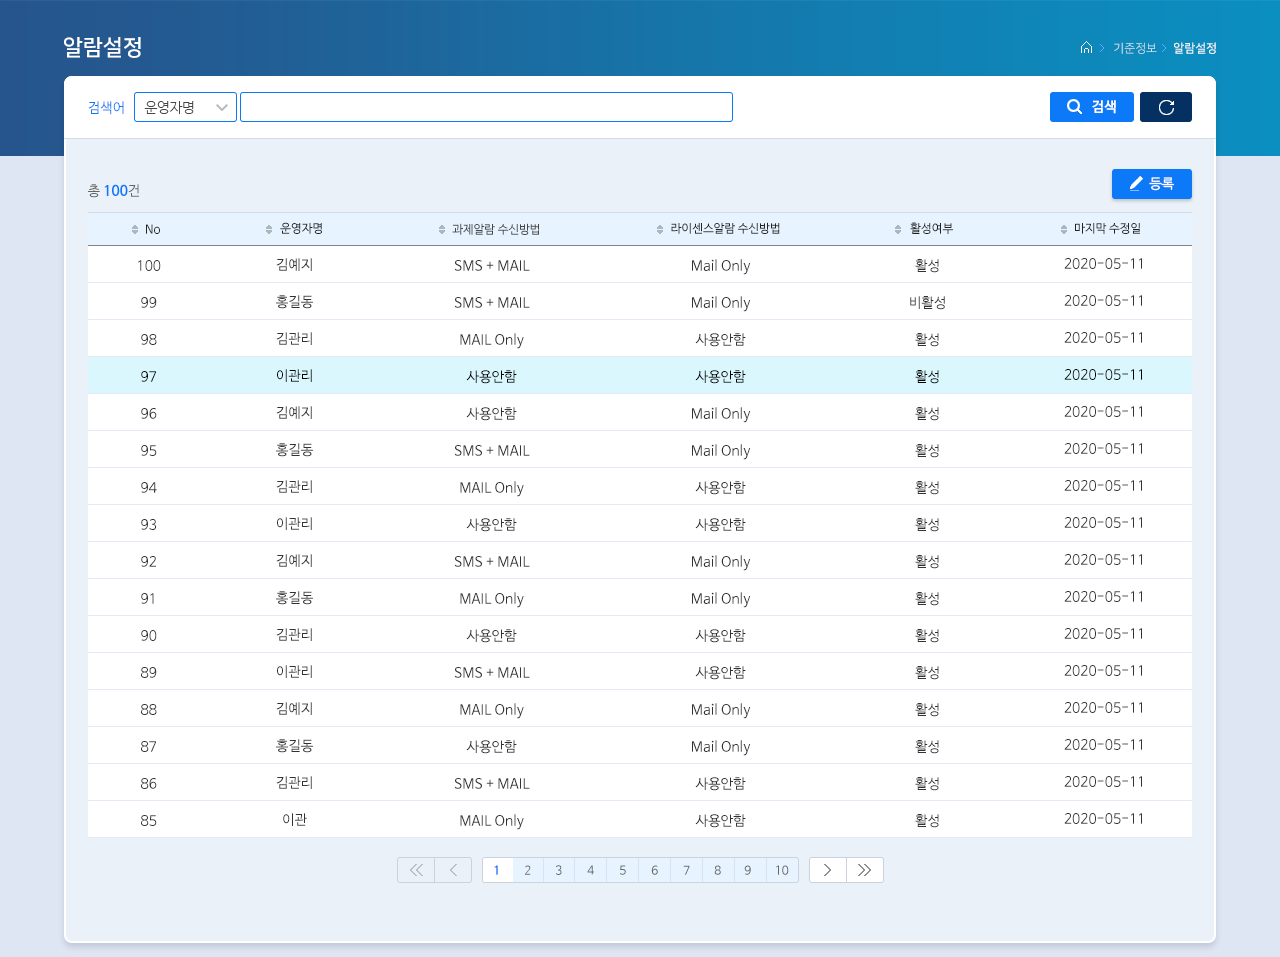 알람설정
기준정보 알람설정
검색어 운영자명 검색
총 100건 등록
No 운영자명 과제알람 수신방법 라이센스알람 수신방법 활성여부 마지막 수정일
100 김예지 SMS + MAIL Mail Only 활성 2020-05-11
99 홍길동 SMS + MAIL Mail Only 비활성 2020-05-11
98 김관리 MAIL Only 사용안함 활성 2020-05-11
97 이관리 사용안함 사용안함 활성 2020-05-11
96 김예지 사용안함 Mail Only 활성 2020-05-11
95 홍길동 SMS + MAIL Mail Only 활성 2020-05-11
94 김관리 MAIL Only 사용안함 활성 2020-05-11
93 이관리 사용안함 사용안함 활성 2020-05-11
92 김예지 SMS + MAIL Mail Only 활성 2020-05-11
91 홍길동 MAIL Only Mail Only 활성 2020-05-11
90 김관리 사용안함 사용안함 활성 2020-05-11
89 이관리 SMS + MAIL 사용안함 활성 2020-05-11
88 김예지 MAIL Only Mail Only 활성 2020-05-11
87 홍길동 사용안함 Mail Only 활성 2020-05-11
86 김관리 SMS + MAIL 사용안함 활성 2020-05-11
85 이관 MAIL Only 사용안함 활성 2020-05-11
1 2 3 4 5 6 7 8 9 10